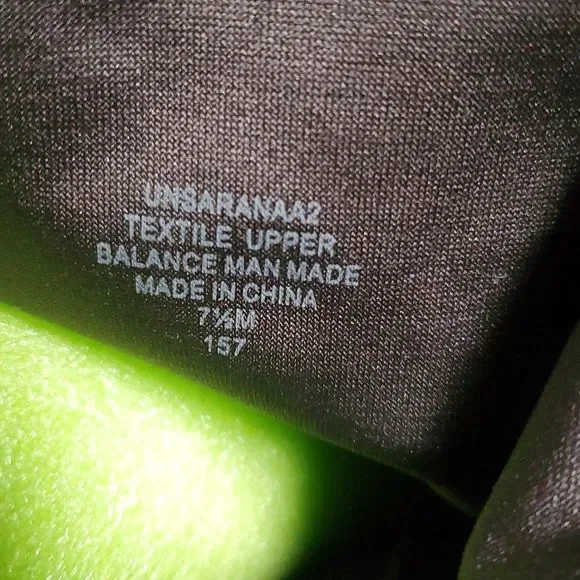 UNSARANAA2
TEXTILE UPPER
BALANCE MAN MADE
MADE IN CHINA
7½M
157